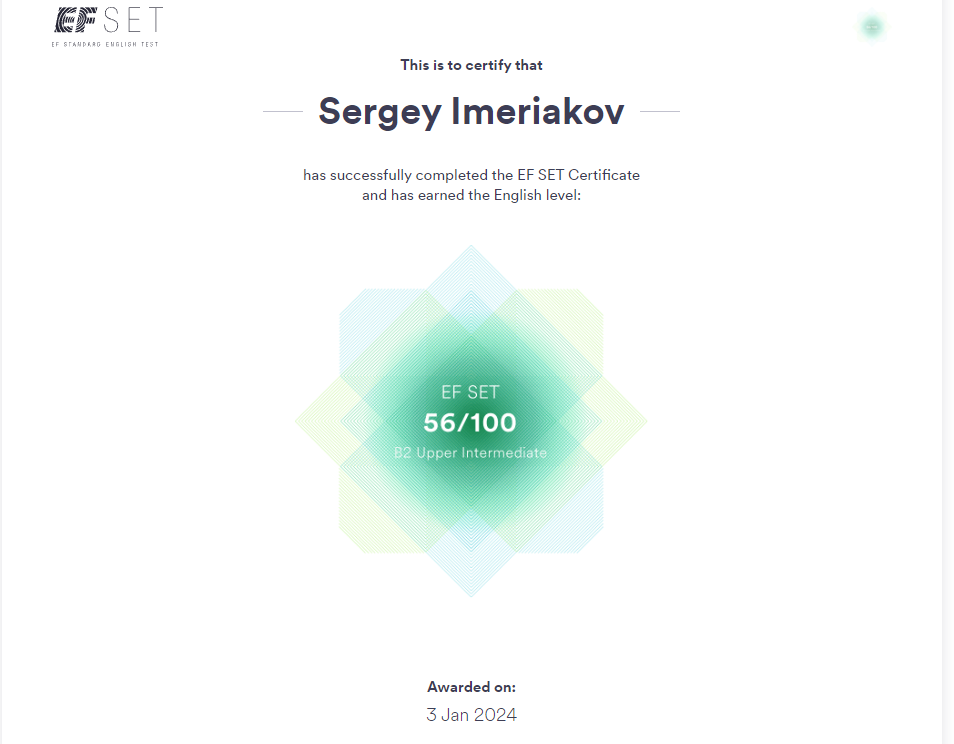 EF SET
EF STANDARD ENGLISH TEST
This is to certify that
Sergey Imeriakov
has successfully completed the EF SET Certificate
and has earned the English level:
EF SET
56/100
B2 Upper Intermediate
Awarded on:
3 Jan 2024